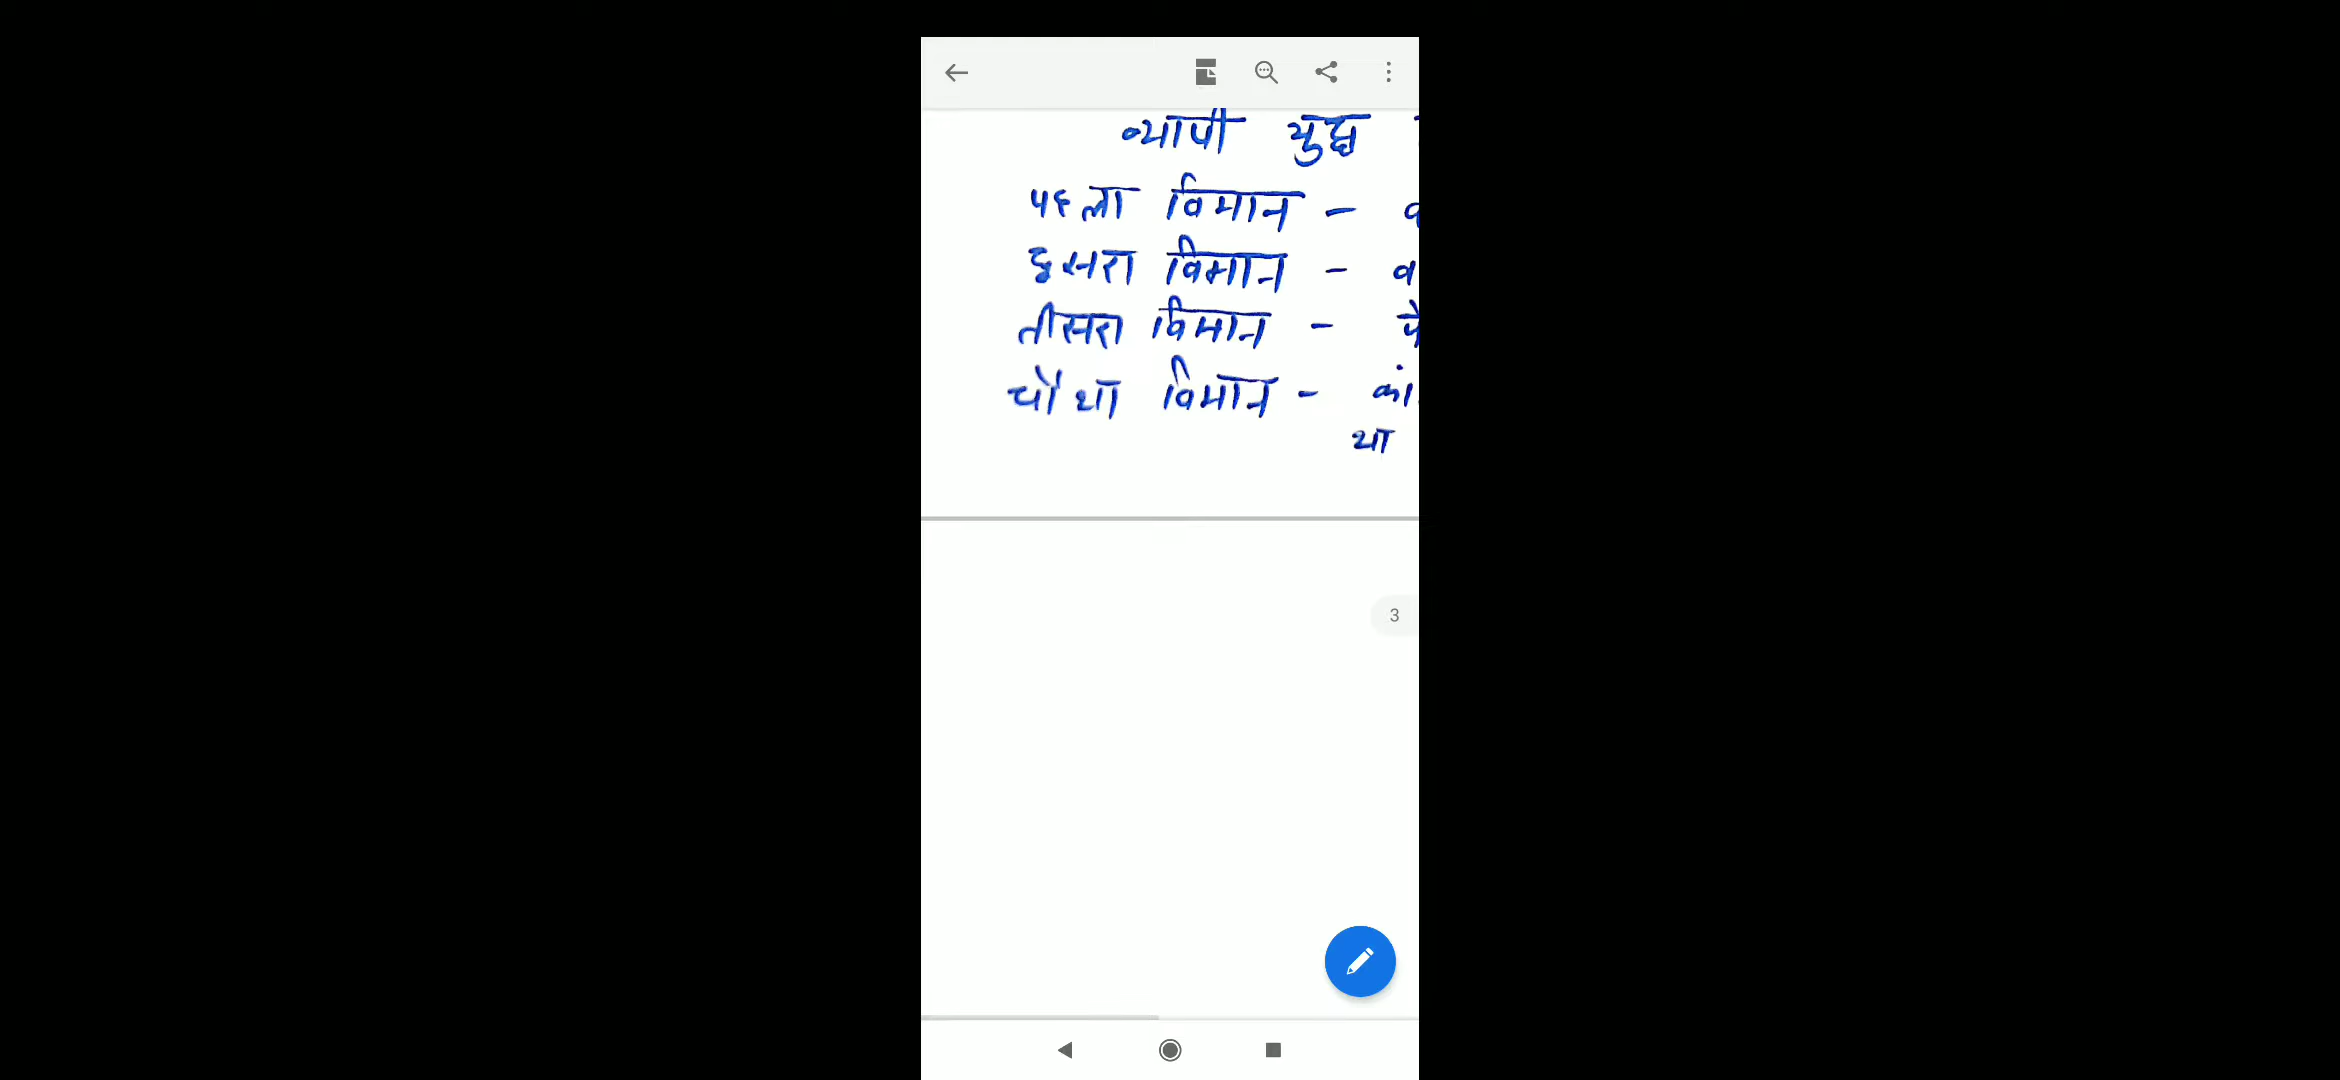 व्यापी युद्ध
पहला विमान -
दुसरा विमान - व
तीसरा विमान - पे
चौथा विमान - कां
था
3